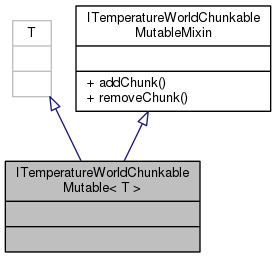 T
ITemperatureWorldChunkable
MutableMixin
+ addChunk()
+ removeChunk()
ITemperatureWorldChunkable
Mutable< T >